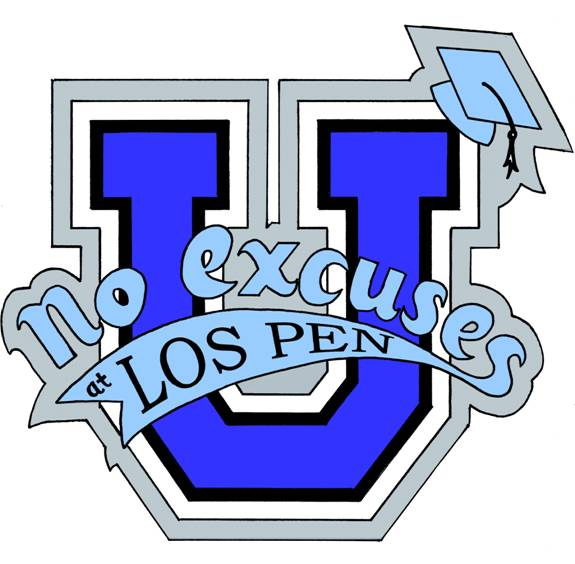 U
no excuses
at LOS PEN